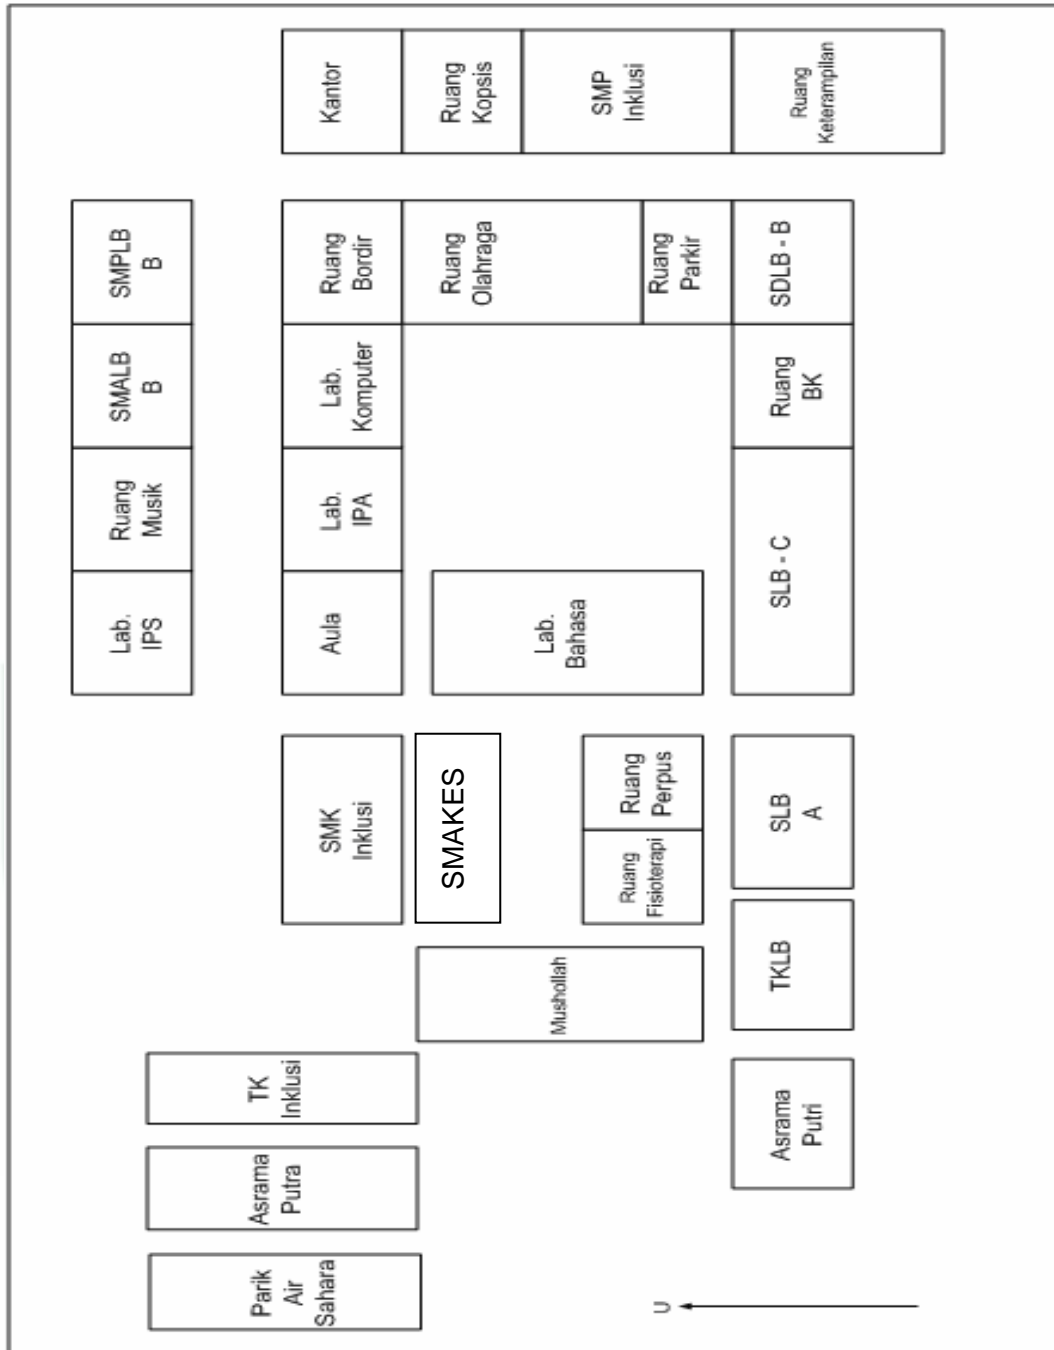 Kantor
Ruang
Kopsis
SMP
Inklusi
Ruang
Keterampilan
SMPLB
B
Ruang
Bordir
Ruang
Olahraga
Ruang
Parkir
SDLB - B
SMALB
B
Lab.
Komputer
Ruang
BK
Ruang
Musik
Lab.
IPA
SLB - C
Lab.
IPS
Aula
Lab.
Bahasa
SMK
Inklusi
SMAKES
Ruang
Perpus
Ruang
Fisioterapi
SLB
A
TKLB
Mushollah
TK
Inklusi
Asrama
Putra
Asrama
Putri
Parik
Air
Sahara
U